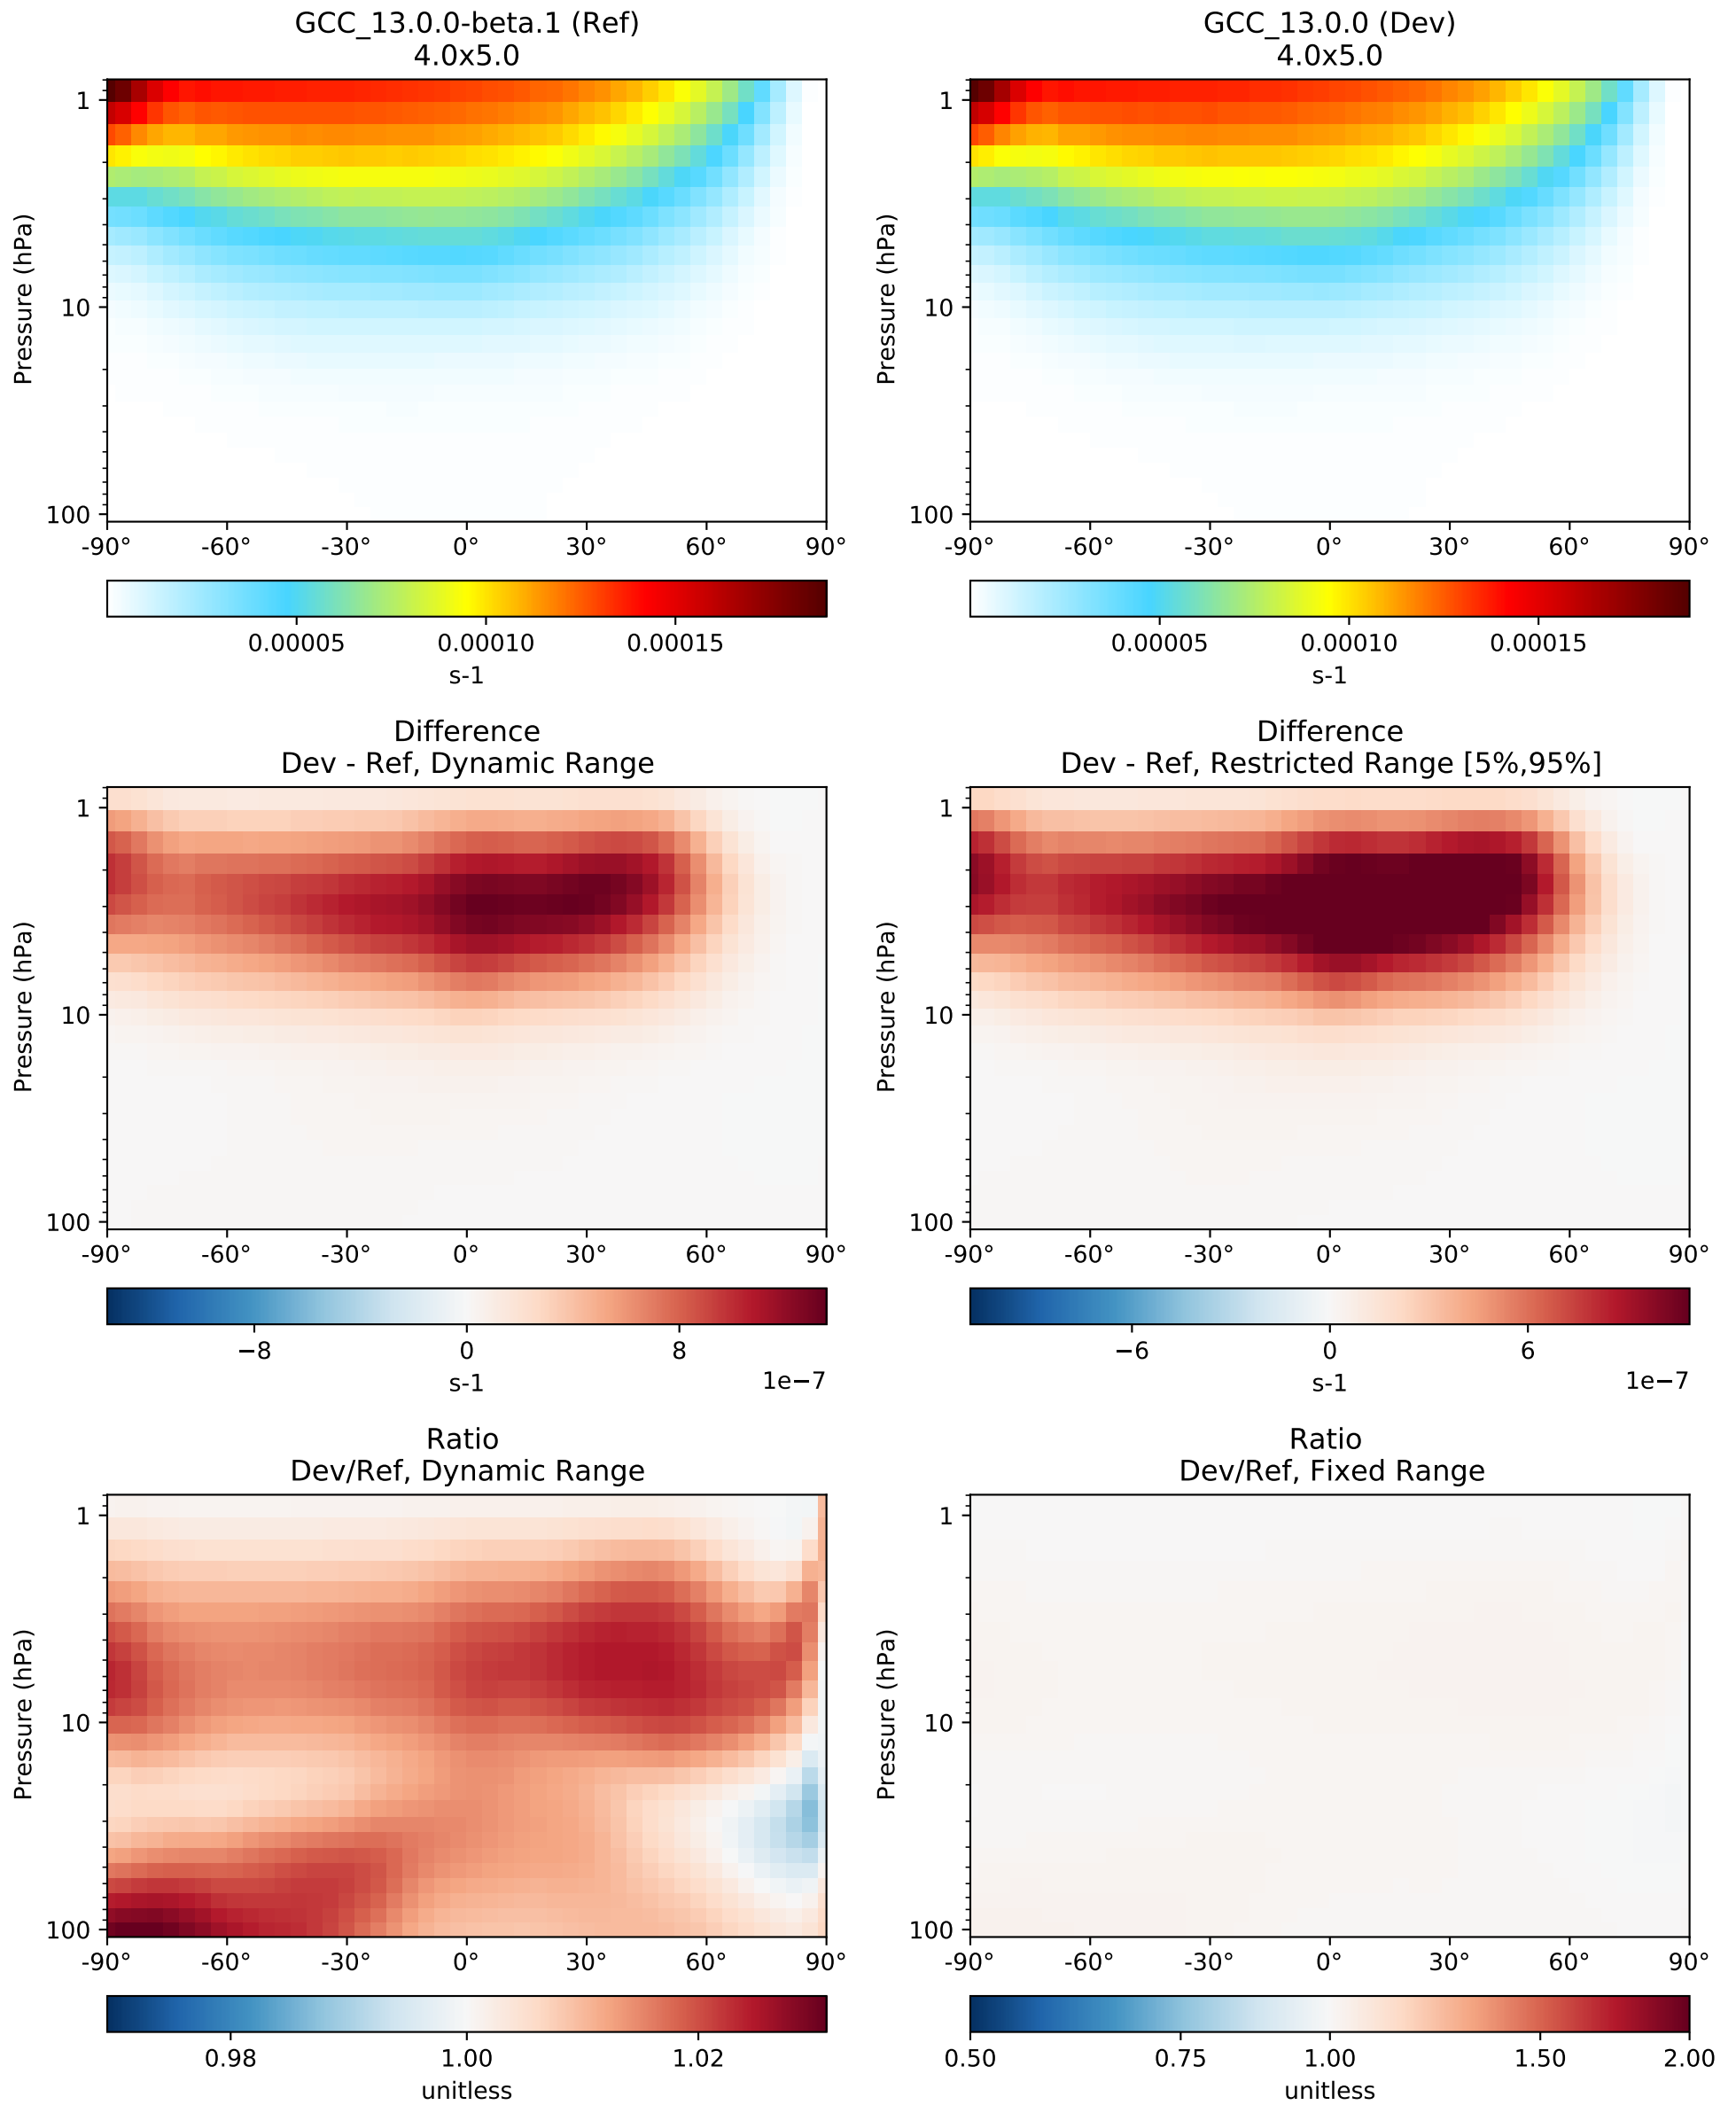 GCC_13.0.0-beta.1 (Ref)
4.0x5.0
GCC_13.0.0 (Dev)
4.0x5.0
Pressure (hPa)
1
10
100
-90° -60° -30° 0° 30° 60° 90°
Pressure (hPa)
1
10
100
-90° -60° -30° 0° 30° 60° 90°
0.00005 0.00010 0.00015
s-1
0.00005 0.00010 0.00015
s-1
Difference
Dev - Ref, Dynamic Range
Difference
Dev - Ref, Restricted Range [5%,95%]
Pressure (hPa)
1
10
100
-90° -60° -30° 0° 30° 60° 90°
Pressure (hPa)
1
10
100
-90° -60° -30° 0° 30° 60° 90°
−8 0 8
s-1
1e−7
−6 0 6
s-1
1e−7
Ratio
Dev/Ref, Dynamic Range
Ratio
Dev/Ref, Fixed Range
Pressure (hPa)
1
10
100
-90° -60° -30° 0° 30° 60° 90°
Pressure (hPa)
1
10
100
-90° -60° -30° 0° 30° 60° 90°
0.98 1.00 1.02
unitless
0.50 0.75 1.00 1.50 2.00
unitless